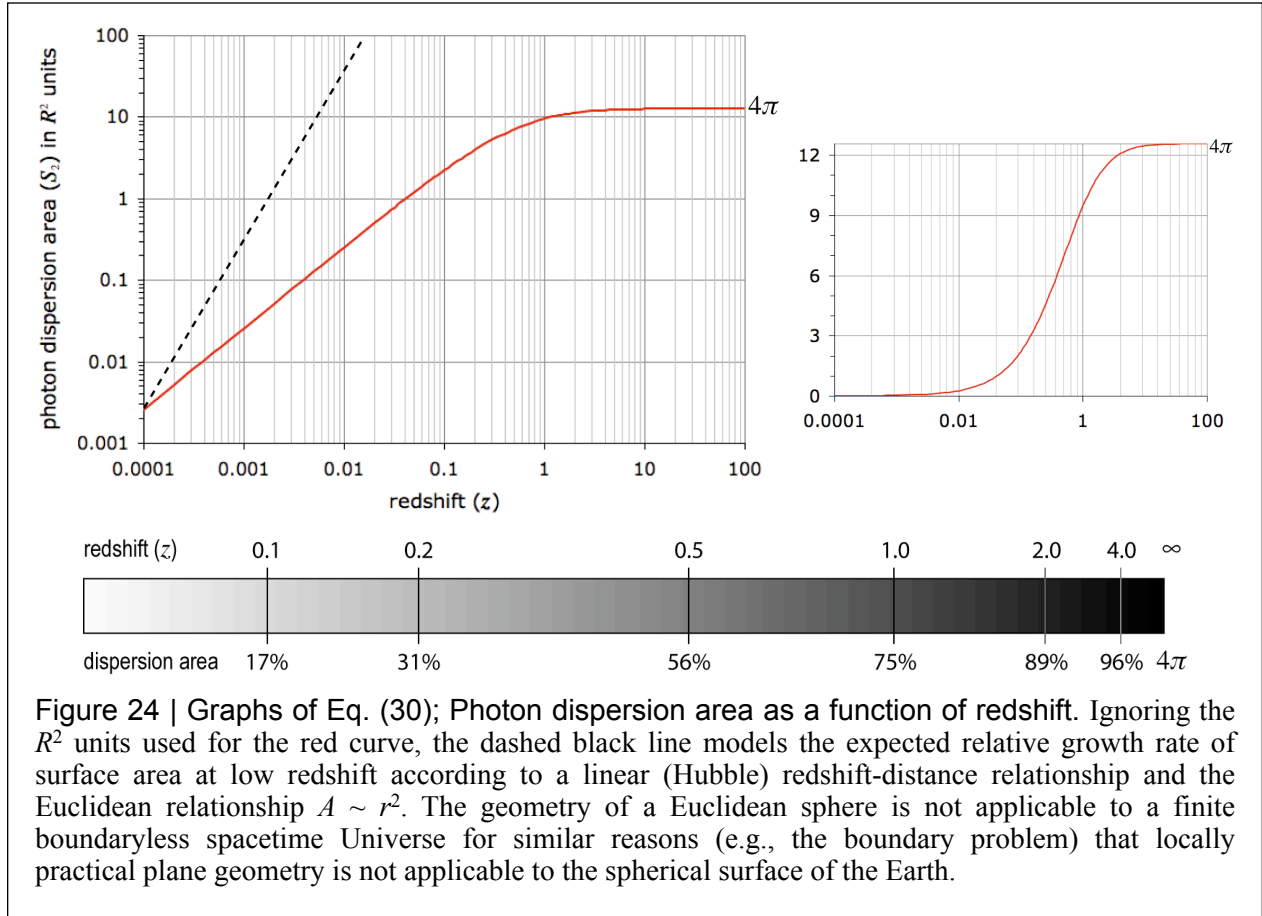 photon dispersion area (S₂) in R² units
100
10
1
0.1
0.01
0.001
4π
0.0001 0.001 0.01 0.1 1 10 100
redshift (z)
12
9
6
3
0
4π
0.0001 0.01 1 100
redshift (z) 0.1 0.2 0.5 1.0 2.0 4.0 ∞
dispersion area 17% 31% 56% 75% 89% 96% 4π
Figure 24 | Graphs of Eq. (30); Photon dispersion area as a function of redshift. Ignoring the
R² units used for the red curve, the dashed black line models the expected relative growth rate of
surface area at low redshift according to a linear (Hubble) redshift-distance relationship and the
Euclidean relationship A ~ r². The geometry of a Euclidean sphere is not applicable to a finite
boundaryless spacetime Universe for similar reasons (e.g., the boundary problem) that locally
practical plane geometry is not applicable to the spherical surface of the Earth.